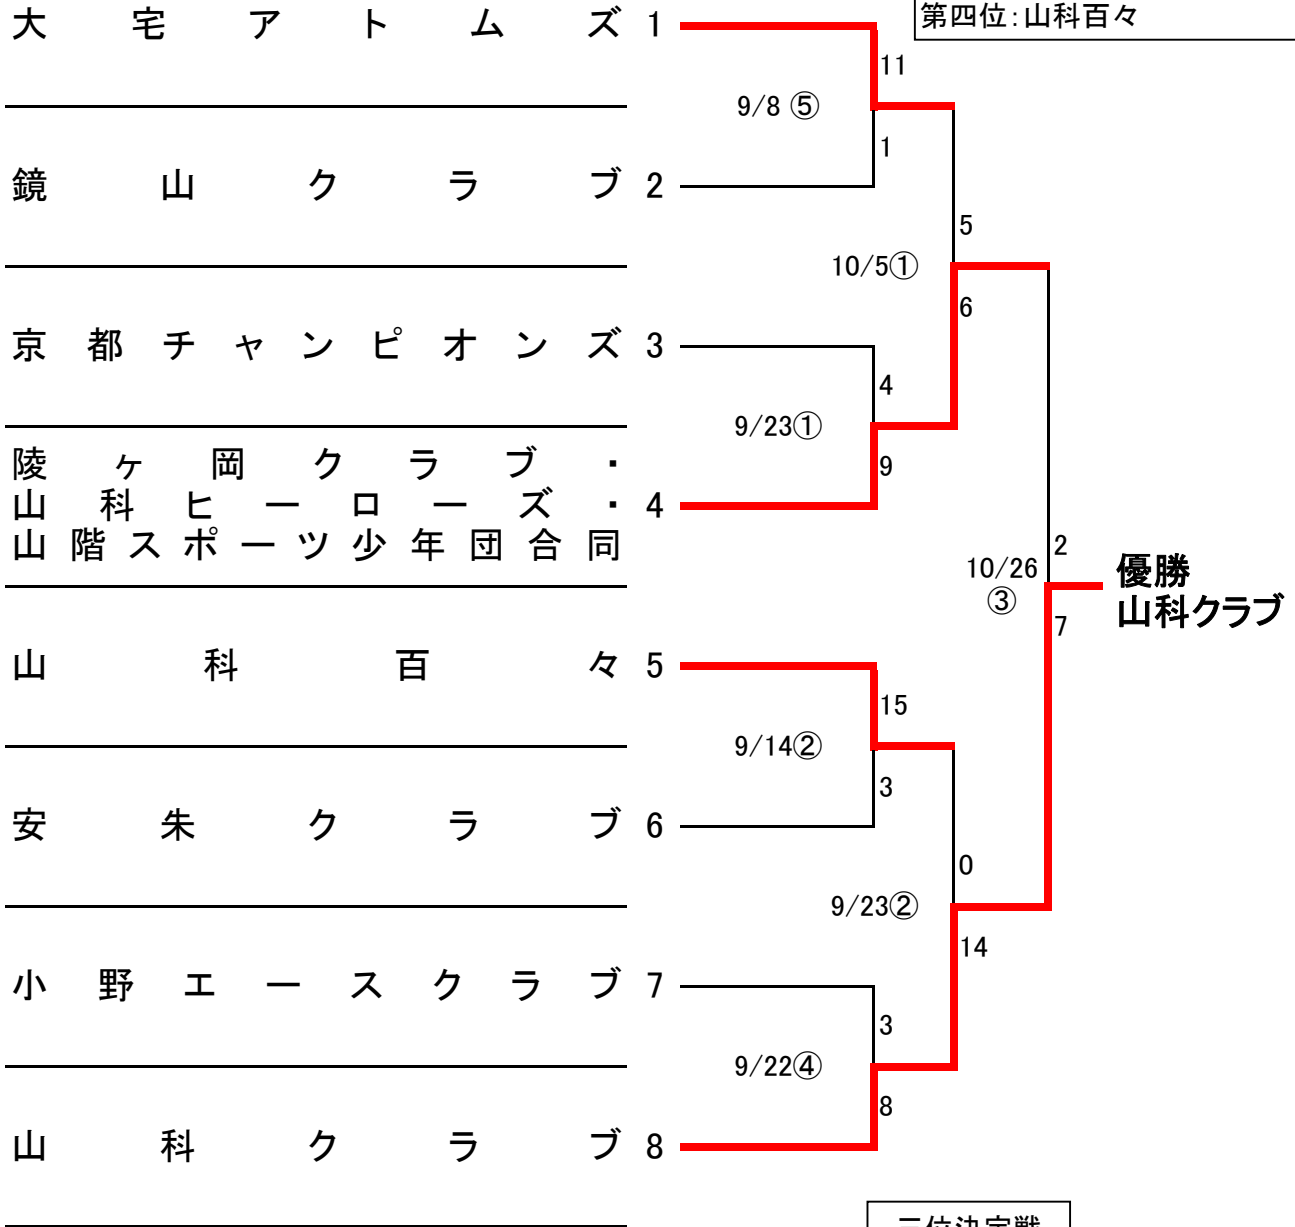 第四位:山科百々
大宅アトムズ 1
11
9/8 ⑤
1
鏡山クラブ 2
5
10/5①
6
京都チャンピオンズ 3
4
9/23①
9
陵ヶ岡クラブ・
山科ヒーローズ・ 4
山階スポーツ少年団合同
2
10/26
③
7
優勝
山科クラブ
山科百々 5
15
9/14②
3
安朱クラブ 6
0
9/23②
14
小野エースクラブ 7
3
9/22④
8
山科クラブ 8
三位決定戦